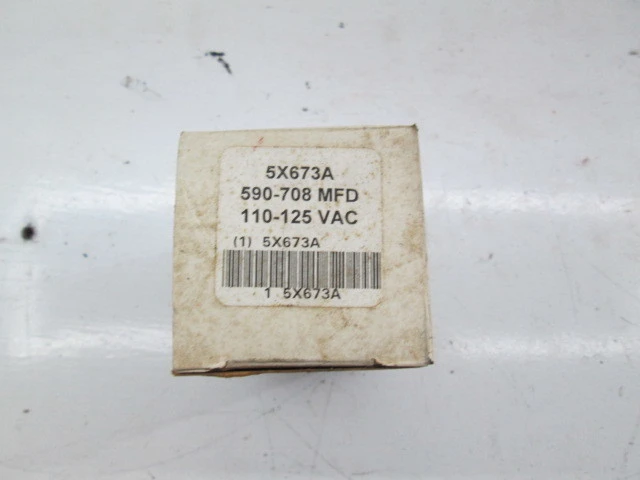 5X673A
590-708 MFD
110-125 VAC
(1) 5X673A
1 5X673A